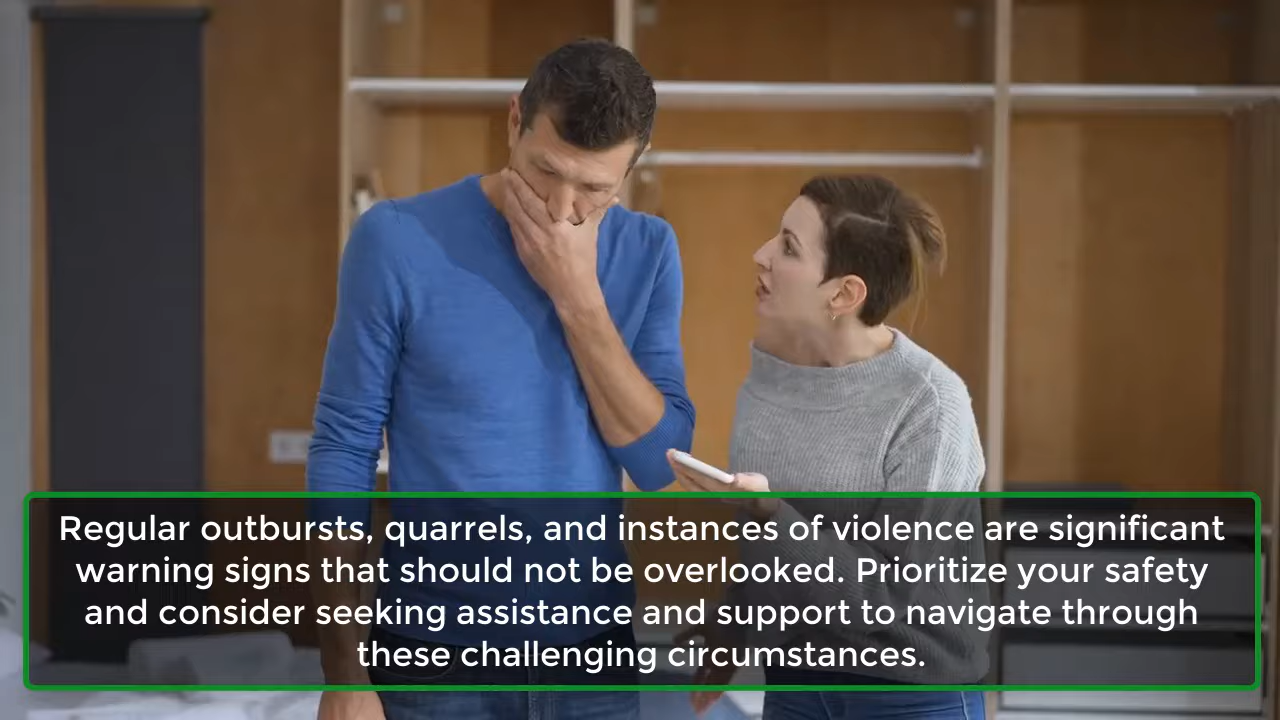 Regular outbursts, quarrels, and instances of violence are significant
warning signs that should not be overlooked. Prioritize your safety
and consider seeking assistance and support to navigate through
these challenging circumstances.